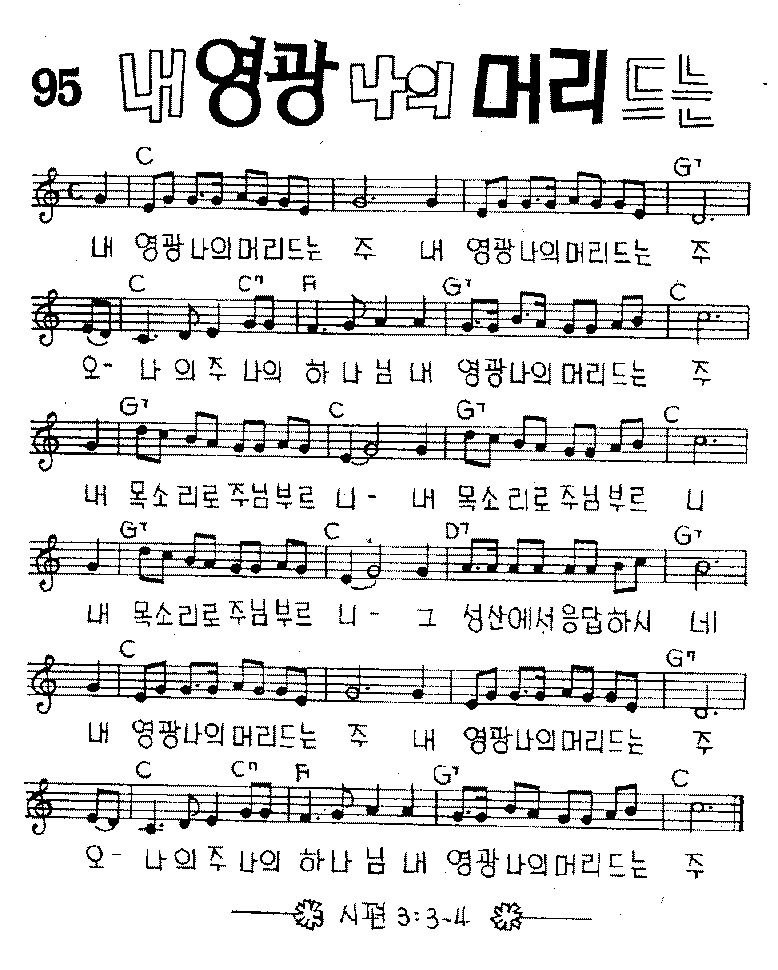 95 내 영광 나의 머리 드는
C G7
내 영광나의머리드는 주 내 영광나의머리드는 주
C C7 F G7 C
오- 나 의 주 나의 하 나 님 내 영광나의머리드는 주
G7 C G7 C
내 목소리로주님부르 니- 내 목소리로주님부르 니
G7 C D7 G7
내 목소리로주님부르 니- 그 성산에서응답하시 네
C G7
내 영광나의머리드는 주 내 영광나의머리드는 주
C C7 F G7 C
오- 나 의 주 나의 하 나 님 내 영광나의머리드는 주
시편 3:3-4